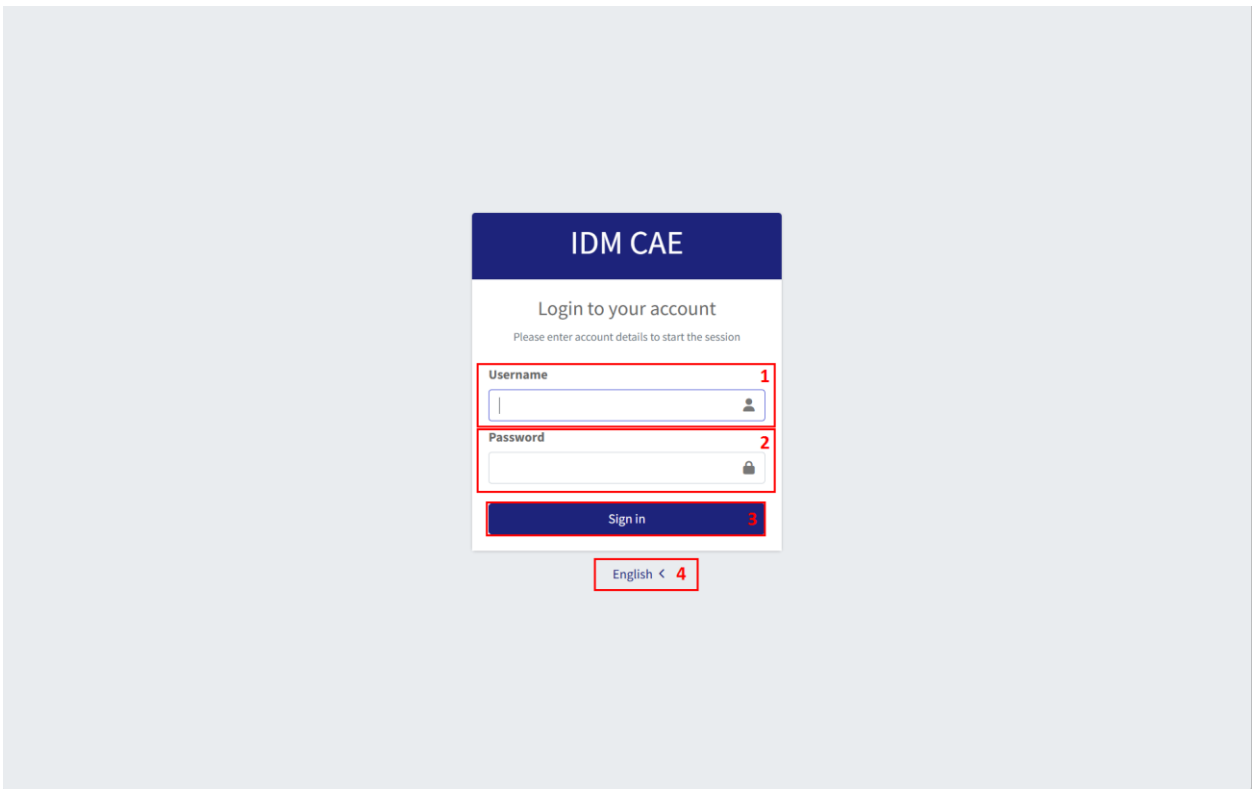 IDM CAE
Login to your account
Please enter account details to start the session
Username 1
Password 2
Sign in 3
English < 4